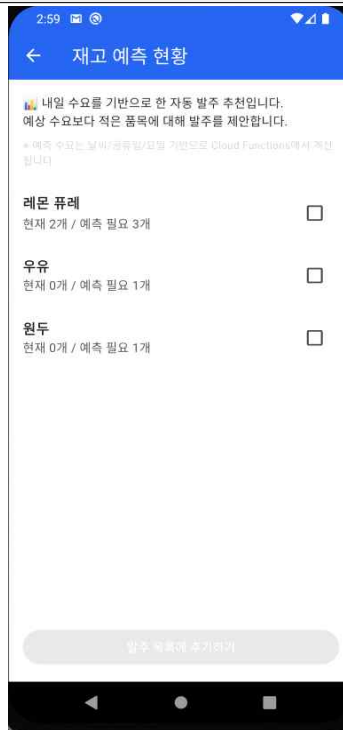 2:59
재고 예측 현황
내일 수요를 기반으로 한 자동 발주 추천입니다.
예상 수요보다 적은 품목에 대해 발주를 제안합니다.
* 예측 수요는 날씨/공휴일/요일 기반으로 Cloud Functions에서 계산
됩니다
레몬 퓨레
현재 2개 / 예측 필요 3개
우유
현재 0개 / 예측 필요 1개
원두
현재 0개 / 예측 필요 1개
발주 목록에 추가하기